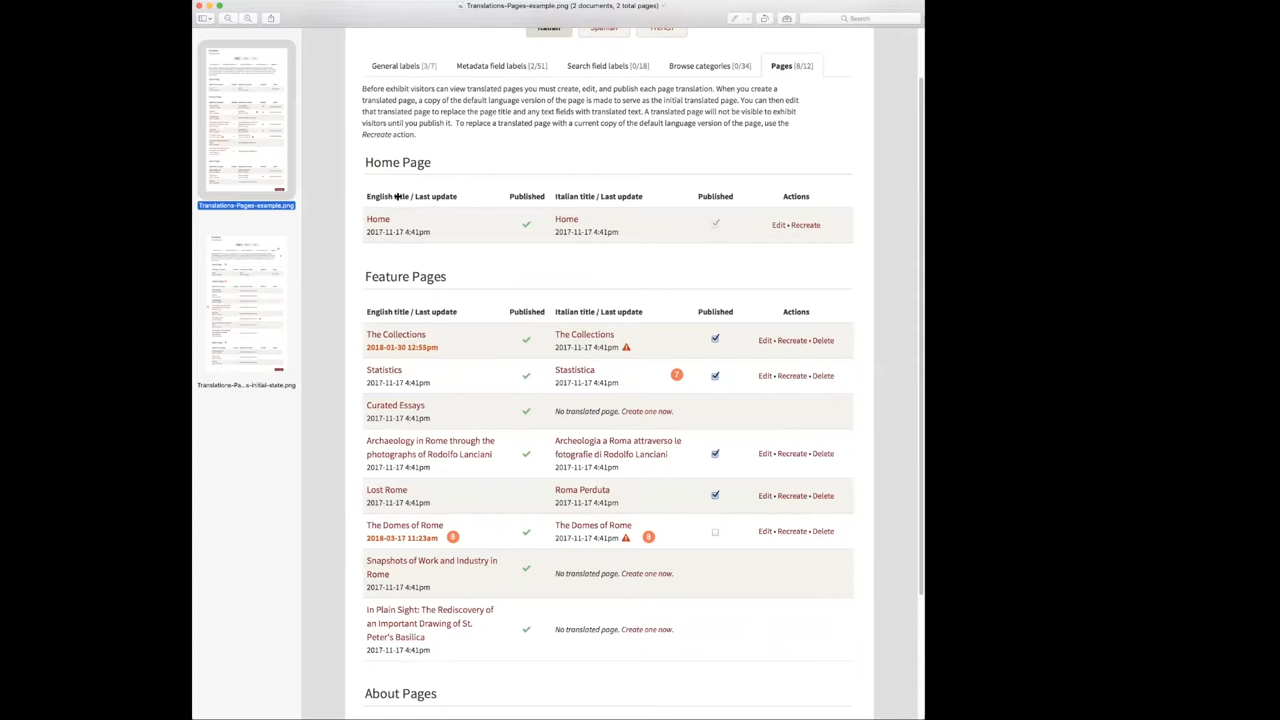 Translations-Pages-example.png (2 documents, 2 total pages)
Search
Italian Spanish French
General labels [3/7] Metadata field labels [2/51] Search field labels [0/18] Browse categories [0/34] Pages [8/12]
Before site visitors can view translated pages you must create, edit, and publish each page translation. When you create a
translated page, a copy of the default language version of the page is made to serve as the initial translated page. You can then edit
that translated page to replace the page title and any text fields with translated text. A translated page will not be visible to exhibit
visitors until you publish it. To replace a translated page with a current copy of the default language version of the page, use the
Recreate action.
Home Page
English title / Last update Published Italian title / Last update Published Actions
Home Home
2017-11-17 4:41pm 2017-11-17 4:41pm Edit • Recreate
Feature Pages
English title / Last update Published Italian title / Last update Published Actions
The Collections The Collections
2018-01-30 12:55pm 2017-11-17 4:41pm Edit • Recreate • Delete
Statistics Stastistica 7
2017-11-17 4:41pm 2017-11-17 4:41pm Edit • Recreate • Delete
Curated Essays No translated page. Create one now.
2017-11-17 4:41pm
Archaeology in Rome through the Archeologia a Roma attraverso le
photographs of Rodolfo Lanciani fotografie di Rodolfo Lanciani Edit • Recreate • Delete
2017-11-17 4:41pm 2017-11-17 4:41pm
Lost Rome Roma Perduta
2017-11-17 4:41pm 2017-11-17 4:41pm Edit • Recreate • Delete
The Domes of Rome The Domes of Rome Edit • Recreate • Delete
2018-03-17 11:23am 8 2017-11-17 4:41pm 8
Snapshots of Work and Industry in
Rome No translated page. Create one now.
2017-11-17 4:41pm
In Plain Sight: The Rediscovery of
an Important Drawing of St. No translated page. Create one now.
Peter's Basilica
2017-11-17 4:41pm
About Pages
Translations-Pages-example.png
Translations-Pa...s-initial-state.png